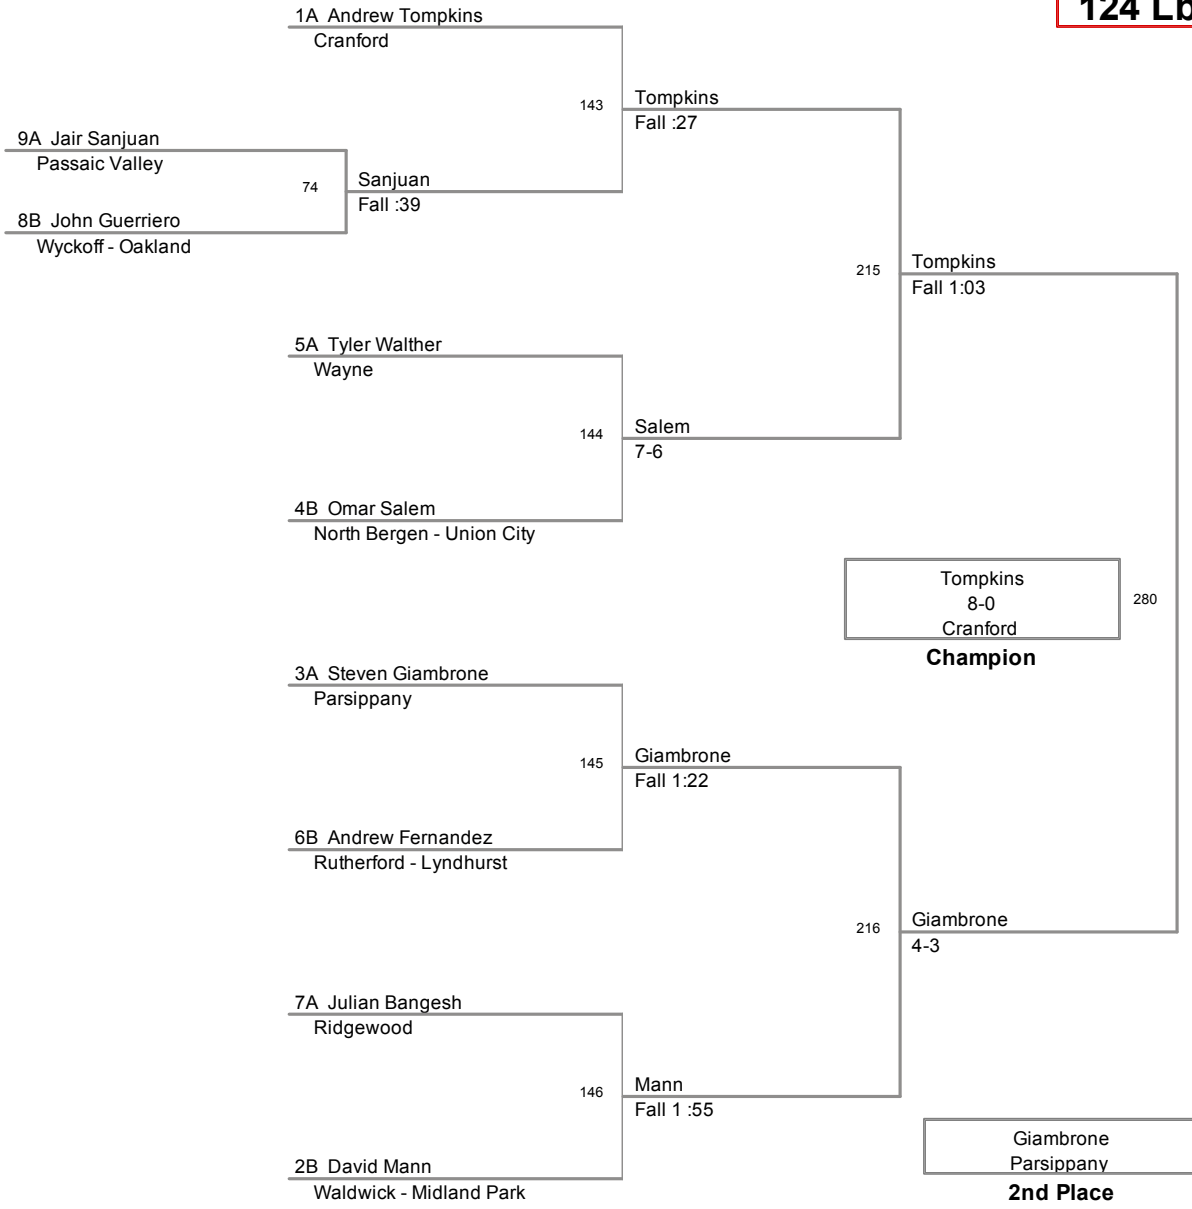 124 Lb
1A Andrew Tompkins
Cranford
143
Tompkins
Fall :27
9A Jair Sanjuan
Passaic Valley
74
Sanjuan
Fall :39
8B John Guerriero
Wyckoff - Oakland
215
Tompkins
Fall 1:03
5A Tyler Walther
Wayne
144
Salem
7-6
4B Omar Salem
North Bergen - Union City
Tompkins
8-0
Cranford
280
Champion
3A Steven Giambrone
Parsippany
145
Giambrone
Fall 1:22
6B Andrew Fernandez
Rutherford - Lyndhurst
216
Giambrone
4-3
7A Julian Bangesh
Ridgewood
146
Mann
Fall 1 :55
2B David Mann
Waldwick - Midland Park
Giambrone
Parsippany
2nd Place